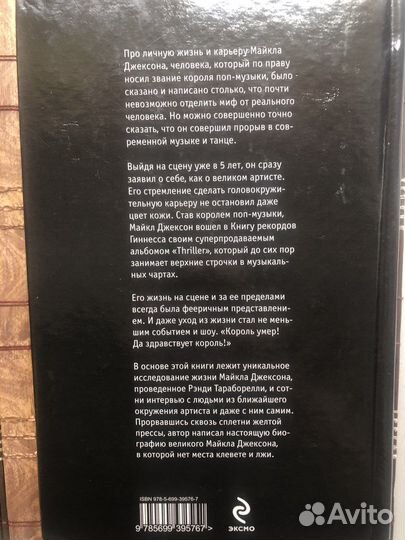 Про личную жизнь и карьеру Майкла
Джексона, человека, который по праву
носил звание короля поп-музыки, было
сказано и написано столько, что почти
невозможно отделить миф от реального
человека. Но можно совершенно точно
сказать, что он совершил прорыв в со-
временной музыке и танце.
Выйдя на сцену уже в 5 лет, он сразу
заявил о себе, как о великом артисте.
Его стремление сделать головокружи-
тельную карьеру не остановил даже
цвет кожи. Став королем поп-музыки,
Майкл Джексон вошел в Книгу рекордов
Гиннесса своим суперпродаваемым
альбомом «Thriller», который до сих пор
занимает верхние строчки в музыкаль-
ных чартах.
Его жизнь на сцене и за ее пределами
всегда была фееричным представлени-
ем. И даже уход из жизни стал не мень-
шим событием и шоу. «Король умер!
Да здравствует король!»
В основе этой книги лежит уникальное
исследование жизни Майкла Джексона,
проведенное Рэнди Тараборелли, и сот-
ни интервью с людьми из ближайшего
окружения артиста и даже с ним самим.
Прорвавшись сквозь сплетни желтой
прессы, автор написал настоящую био-
графию великого Майкла Джексона,
в которой нет места клевете и лжи.
ISBN 978-5-699-39576-7
9 785699 395767 >
ЭКСМО
Avito